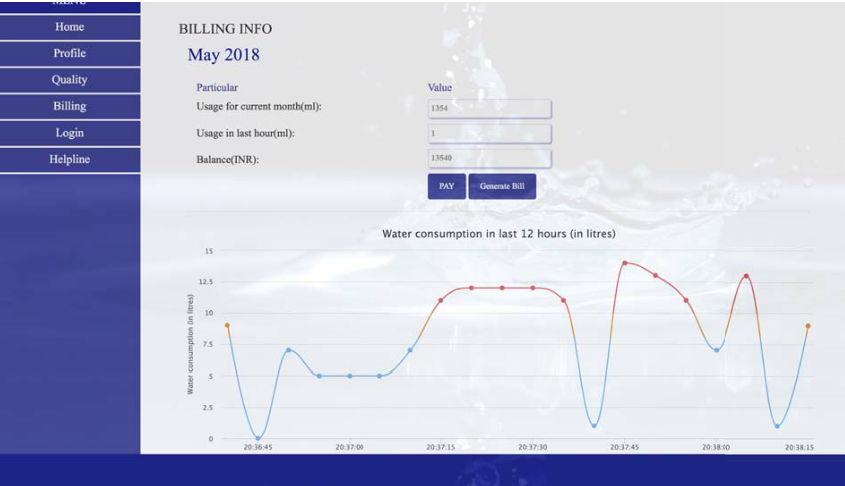 MENU
Home
Profile
Quality
Billing
Login
Helpline
BILLING INFO
May 2018
Particular Value
Usage for current month(ml): 1354
Usage in last hour(ml): 1
Balance(INR): 13540
PAY Generate Bill
Water consumption in last 12 hours (in litres)
Water consumption (in litres)
15
12.5
10
7.5
5
2.5
0
20:36:45 20:37:00 20:37:15 20:37:30 20:37:45 20:38:00 20:38:15